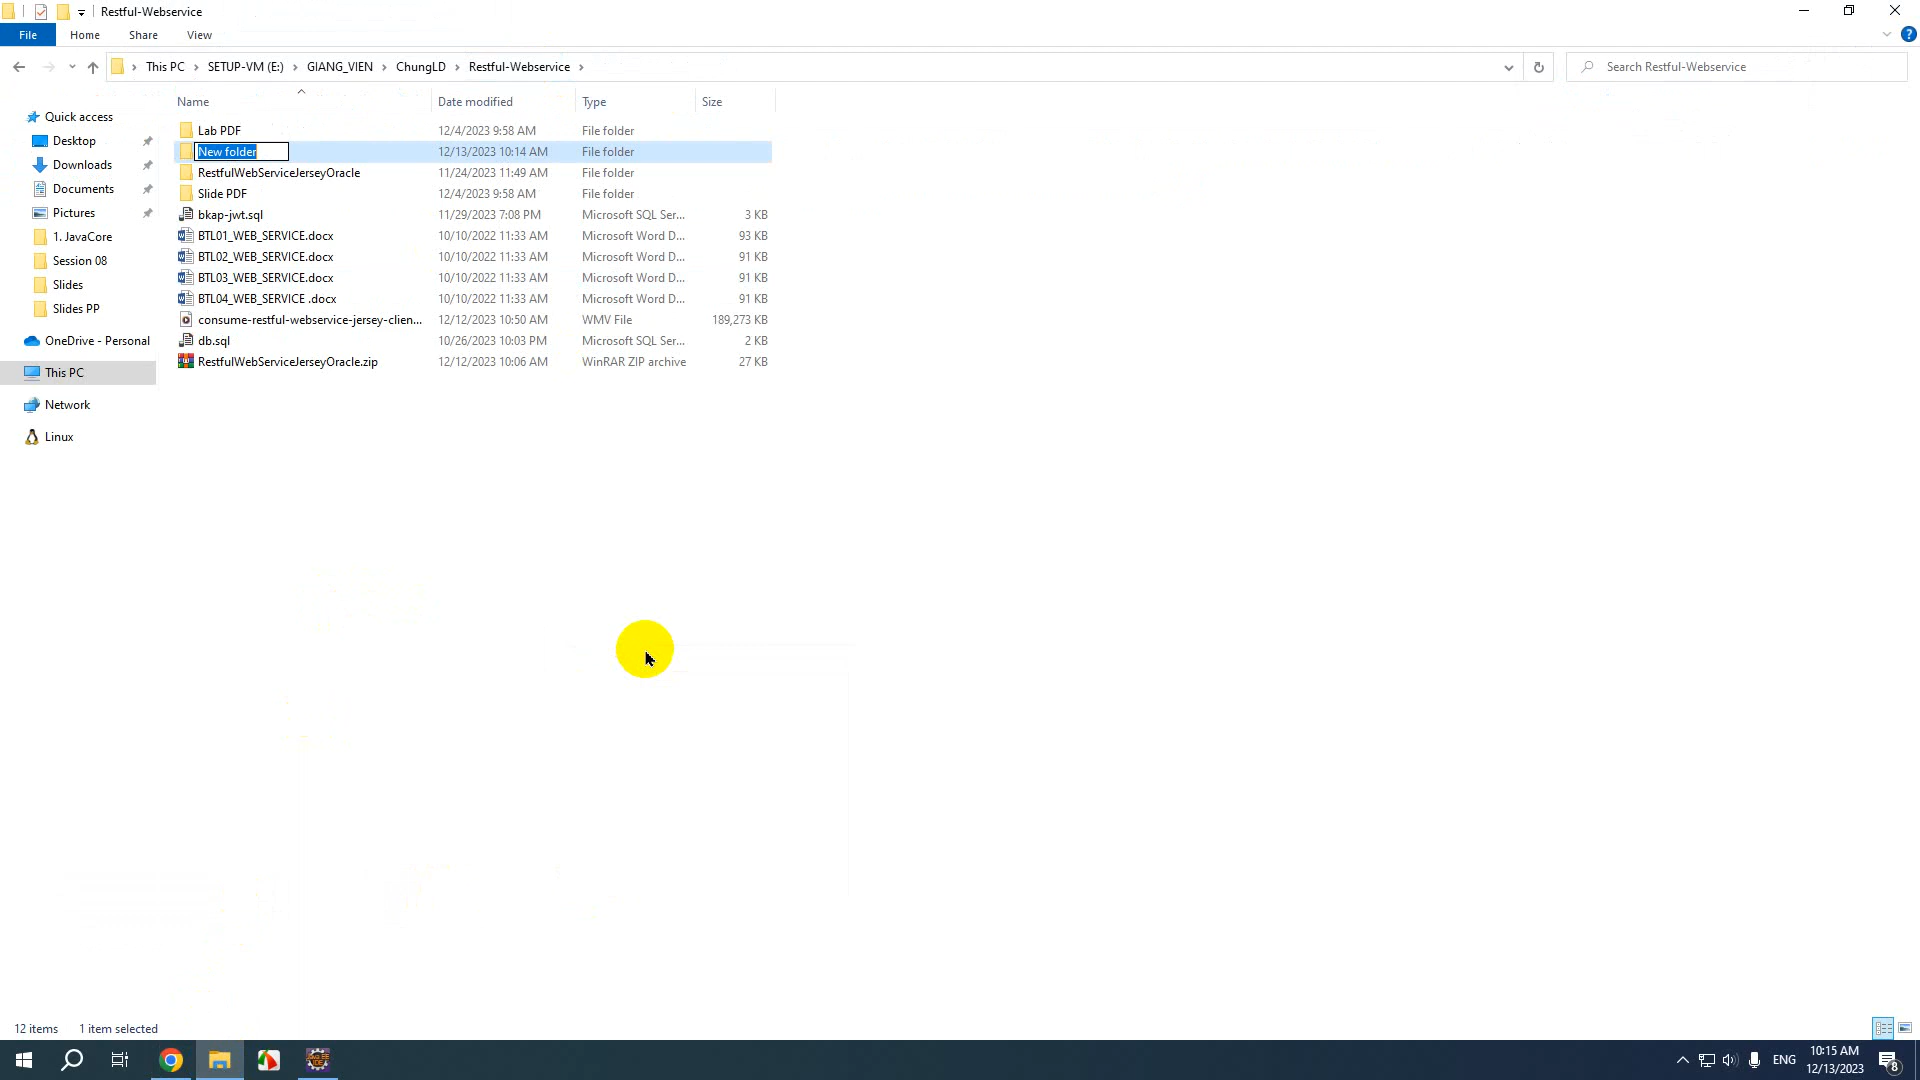 Restful-Webservice
File Home Share View
This PC SETUP-VM (E:) GIANG_VIEN ChungLD Restful-Webservice
Search Restful-Webservice
Name Date modified Type Size
Quick access
Desktop
Downloads
Documents
Pictures
1. JavaCore
Session 08
Slides
Slides PP
OneDrive - Personal
This PC
Network
Linux
Lab PDF 12/4/2023 9:58 AM File folder
New folder 12/13/2023 10:14 AM File folder
RestfulWebServiceJerseyOracle 11/24/2023 11:49 AM File folder
Slide PDF 12/4/2023 9:58 AM File folder
bkap-jwt.sql 11/29/2023 7:08 PM Microsoft SQL Ser... 3 KB
BTL01_WEB_SERVICE.docx 10/10/2022 11:33 AM Microsoft Word D... 93 KB
BTL02_WEB_SERVICE.docx 10/10/2022 11:33 AM Microsoft Word D... 91 KB
BTL03_WEB_SERVICE.docx 10/10/2022 11:33 AM Microsoft Word D... 91 KB
BTL04_WEB_SERVICE .docx 10/10/2022 11:33 AM Microsoft Word D... 91 KB
consume-restful-webservice-jersey-clien... 12/12/2023 10:50 AM WMV File 189,273 KB
db.sql 10/26/2023 10:03 PM Microsoft SQL Ser... 2 KB
RestfulWebServiceJerseyOracle.zip 12/12/2023 10:06 AM WinRAR ZIP archive 27 KB
12 items 1 item selected
ENG
10:15 AM
12/13/2023
8